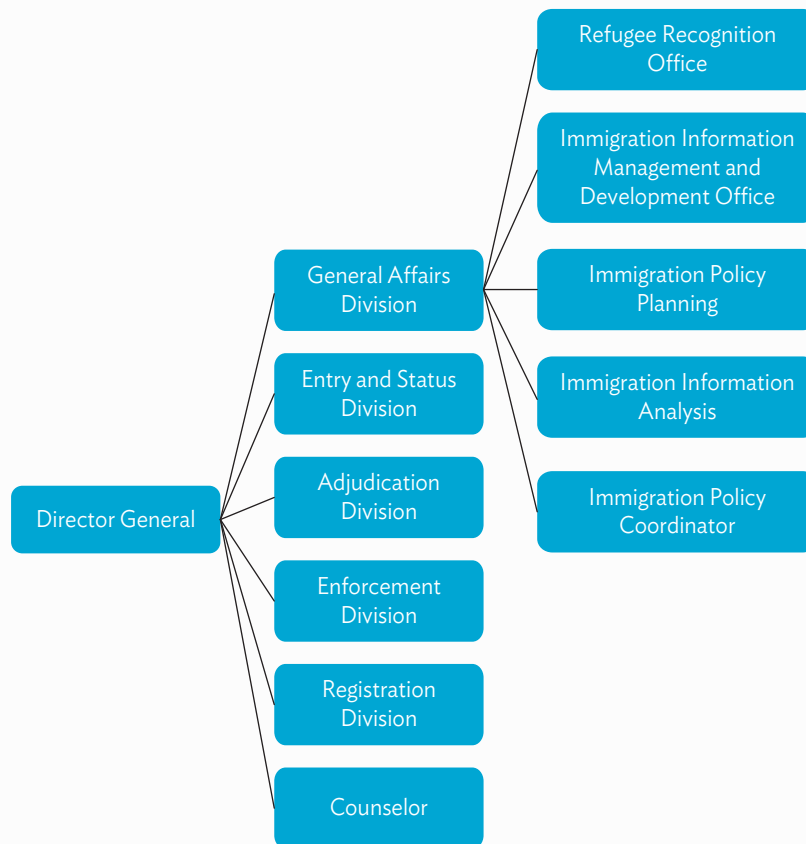 Refugee Recognition
Office
Immigration Information
Management and
Development Office
General Affairs
Division
Immigration Policy
Planning
Entry and Status
Division
Immigration Information
Analysis
Adjudication
Division
Director General
Immigration Policy
Coordinator
Enforcement
Division
Registration
Division
Counselor